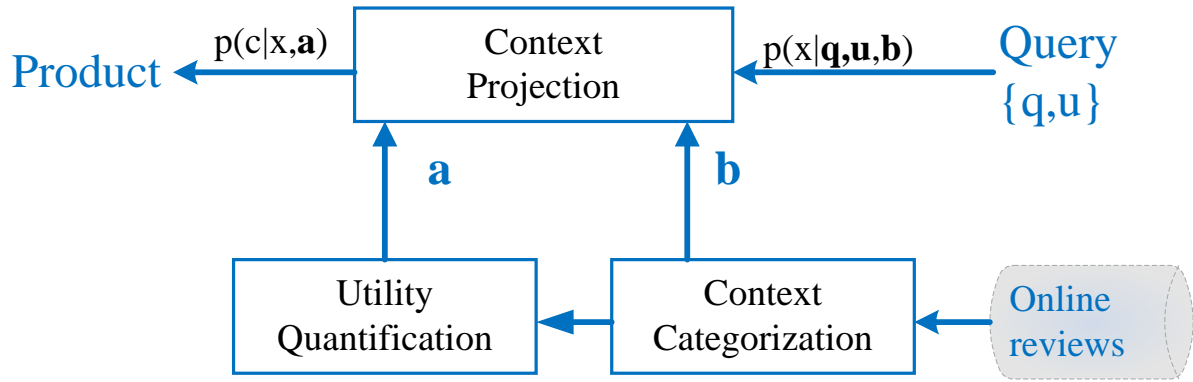 p(c|x,a)
Context
Projection
p(x|q,u,b)
Product
Query
{q,u}
a
b
Utility
Quantification
Context
Categorization
Online
reviews